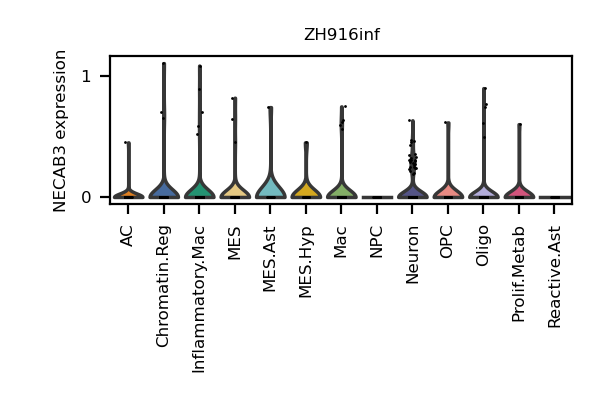 ZH916inf
NECAB3 expression
1
0
AC
Chromatin.Reg
Inflammatory.Mac
MES
MES.Ast
MES.Hyp
Mac
NPC
Neuron
OPC
Oligo
Prolif.Metab
Reactive.Ast